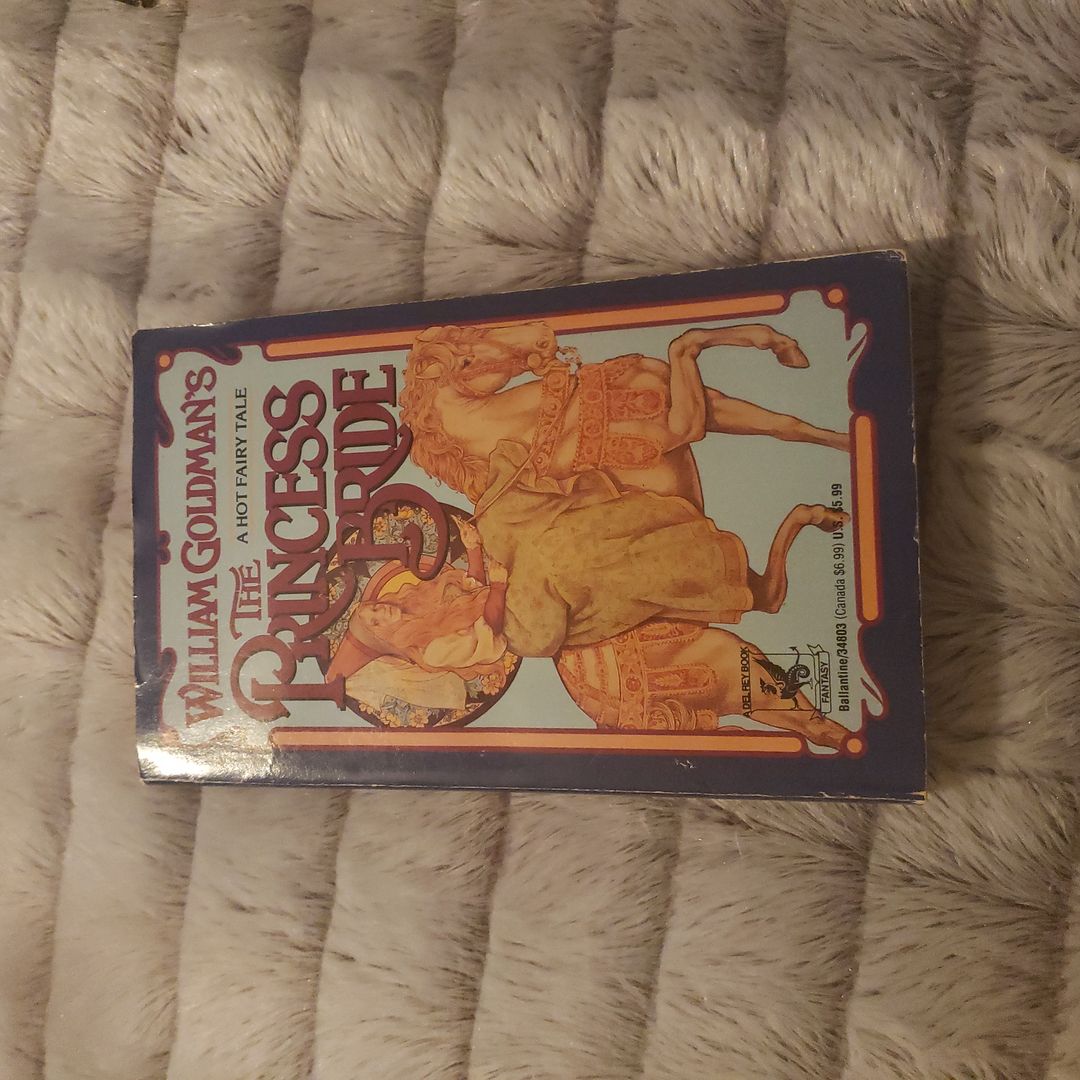 WILLIAM GOLDMAN'S
A HOT FAIRY TALE
THE
PRINCESS
BRIDE
A DEL REY BOOK
FANTASY
Ballantine/34803 (Canada $6.99) U.S. $5.99